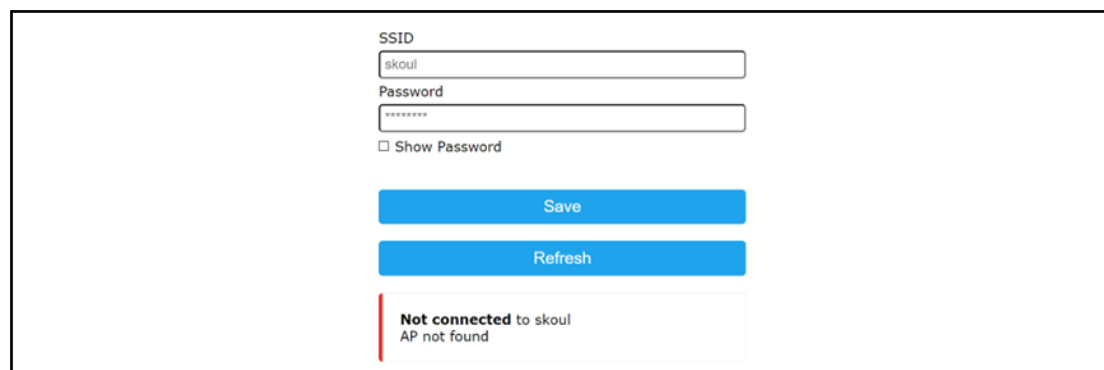 SSID
skoul
Password
********
Show Password
Save
Refresh
Not connected to skoul
AP not found